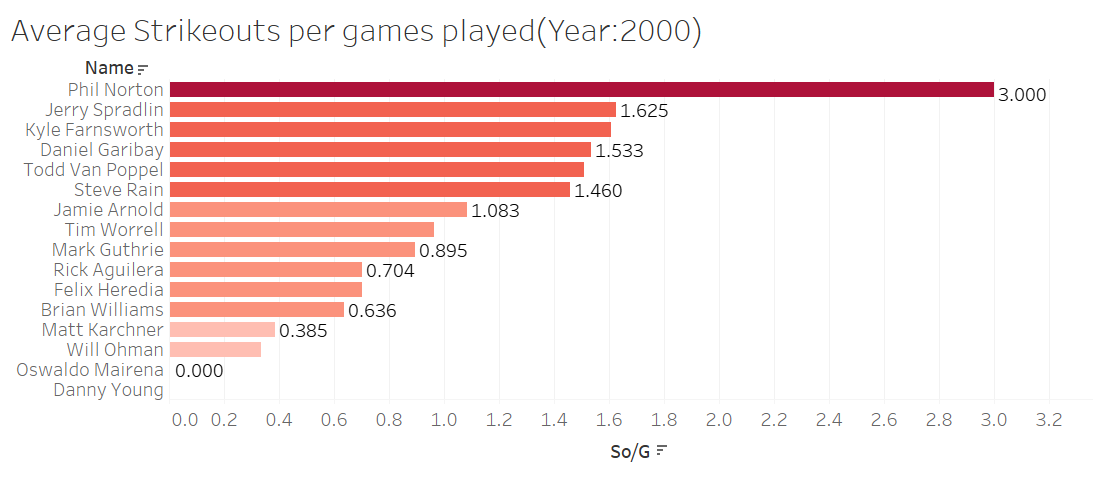 Average Strikeouts per games played(Year:2000)
Name
Phil Norton 3.000
Jerry Spradlin 1.625
Kyle Farnsworth
Daniel Garibay 1.533
Todd Van Poppel
Steve Rain 1.460
Jamie Arnold 1.083
Tim Worrell
Mark Guthrie 0.895
Rick Aguilera 0.704
Felix Heredia
Brian Williams 0.636
Matt Karchner 0.385
Will Ohman
Oswaldo Mairena 0.000
Danny Young
0.0 0.2 0.4 0.6 0.8 1.0 1.2 1.4 1.6 1.8 2.0 2.2 2.4 2.6 2.8 3.0 3.2
So/G